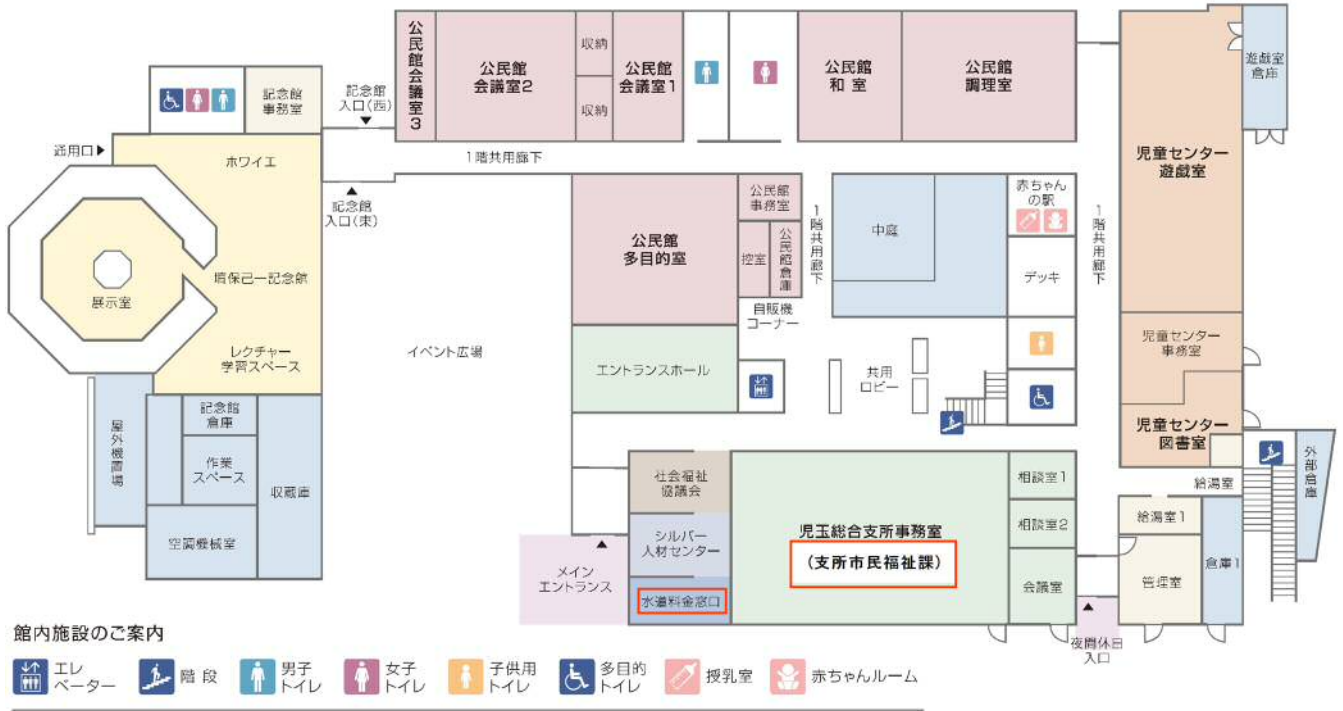 公民館会議室3
公民館
会議室2
収納
収納
公民館
会議室1
公民館
和 室
公民館
調理室
遊戯室
倉庫
記念館
事務室
記念館
入口(西)
通用口▶
ホワイエ
1階共用廊下
記念館
入口(東)
公民館
多目的室
公民館
事務室
控室
公民館倉庫
1階共用廊下
中庭
赤ちゃん
の駅
1階共用廊下
児童センター
遊戯室
展示室
塙保己一記念館
デッキ
自販機
コーナー
レクチャー
学習スペース
イベント広場
エントランスホール
共用
ロビー
児童センター
事務室
児童センター
図書室
屋外機置場
記念館
倉庫
作業
スペース
収蔵庫
空調機械室
社会福祉
協議会
シルバー
人材センター
水道料金窓口
児玉総合支所事務室
(支所市民福祉課)
相談室1
相談室2
会議室
給湯室
外部倉庫
給湯室1
管理室
倉庫1
メイン
エントランス
夜間休日
入口
館内施設のご案内
エレ
ベーター
階 段
男子
トイレ
女子
トイレ
子供用
トイレ
多目的
トイレ
授乳室
赤ちゃんルーム